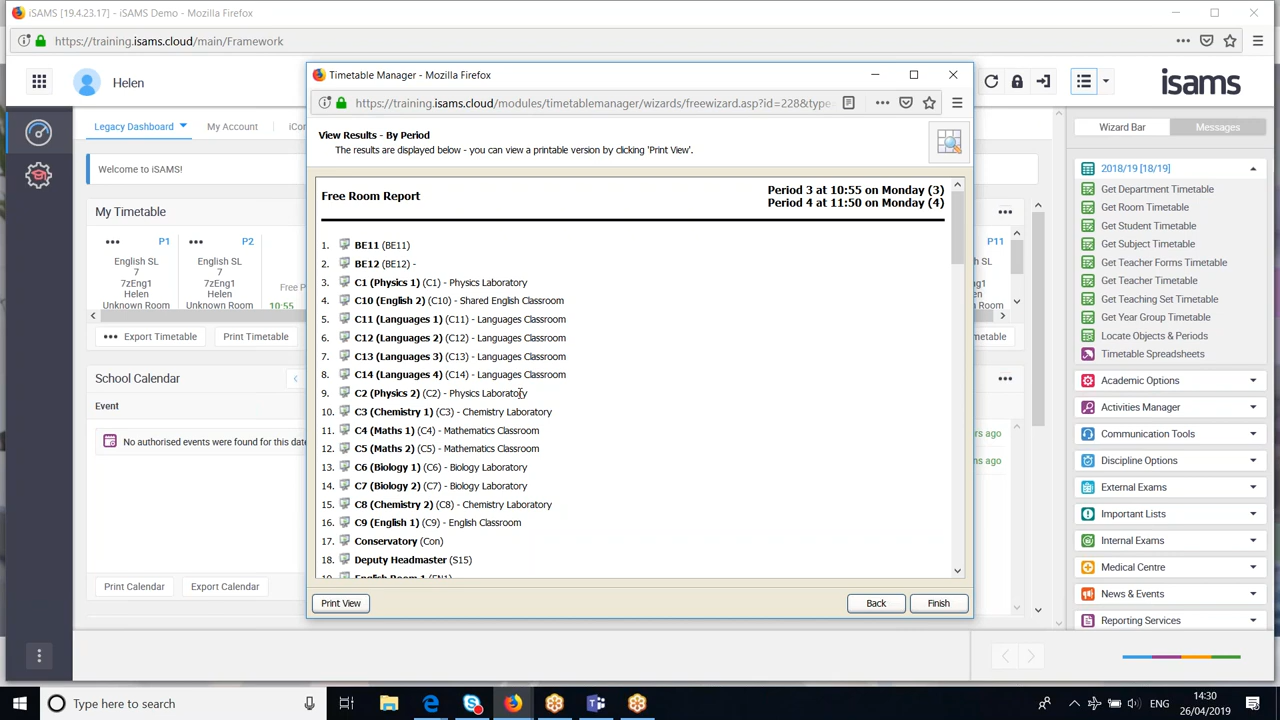 iSAMS [19.4.23.17] - iSAMS Demo - Mozilla Firefox
https://training.isams.cloud/main/Framework
Helen
isams
Legacy Dashboard
My Account
Welcome to iSAMS!
My Timetable
P1
P2
English SL
7
7zEng1
Helen
Unknown Room
English SL
7
7zEng1
Helen
Unknown Room
10:55
P11
Export Timetable
Print Timetable
School Calendar
Event
No authorised events were found for this date
Print Calendar
Export Calendar
Timetable Manager - Mozilla Firefox
https://training.isams.cloud/modules/timetablemanager/wizards/freewizard.asp?id=228&type
View Results - By Period
The results are displayed below - you can view a printable version by clicking 'Print View'.
Free Room Report
Period 3 at 10:55 on Monday (3)
Period 4 at 11:50 on Monday (4)
1. BE11 (BE11)
2. BE12 (BE12) -
3. C1 (Physics 1) (C1) - Physics Laboratory
4. C10 (English 2) (C10) - Shared English Classroom
5. C11 (Languages 1) (C11) - Languages Classroom
6. C12 (Languages 2) (C12) - Languages Classroom
7. C13 (Languages 3) (C13) - Languages Classroom
8. C14 (Languages 4) (C14) - Languages Classroom
9. C2 (Physics 2) (C2) - Physics Laboratory
10. C3 (Chemistry 1) (C3) - Chemistry Laboratory
11. C4 (Maths 1) (C4) - Mathematics Classroom
12. C5 (Maths 2) (C5) - Mathematics Classroom
13. C6 (Biology 1) (C6) - Biology Laboratory
14. C7 (Biology 2) (C7) - Biology Laboratory
15. C8 (Chemistry 2) (C8) - Chemistry Laboratory
16. C9 (English 1) (C9) - English Classroom
17. Conservatory (Con)
18. Deputy Headmaster (S15)
19. English Room 1 (EN1)
Print View
Back
Finish
Wizard Bar
Messages
2018/19 [18/19]
Get Department Timetable
Get Room Timetable
Get Student Timetable
Get Subject Timetable
Get Teacher Forms Timetable
Get Teacher Timetable
Get Teaching Set Timetable
Get Year Group Timetable
Locate Objects & Periods
Timetable Spreadsheets
Academic Options
Activities Manager
Communication Tools
Discipline Options
External Exams
Important Lists
Internal Exams
Medical Centre
News & Events
Reporting Services
Type here to search
ENG
14:30
26/04/2019